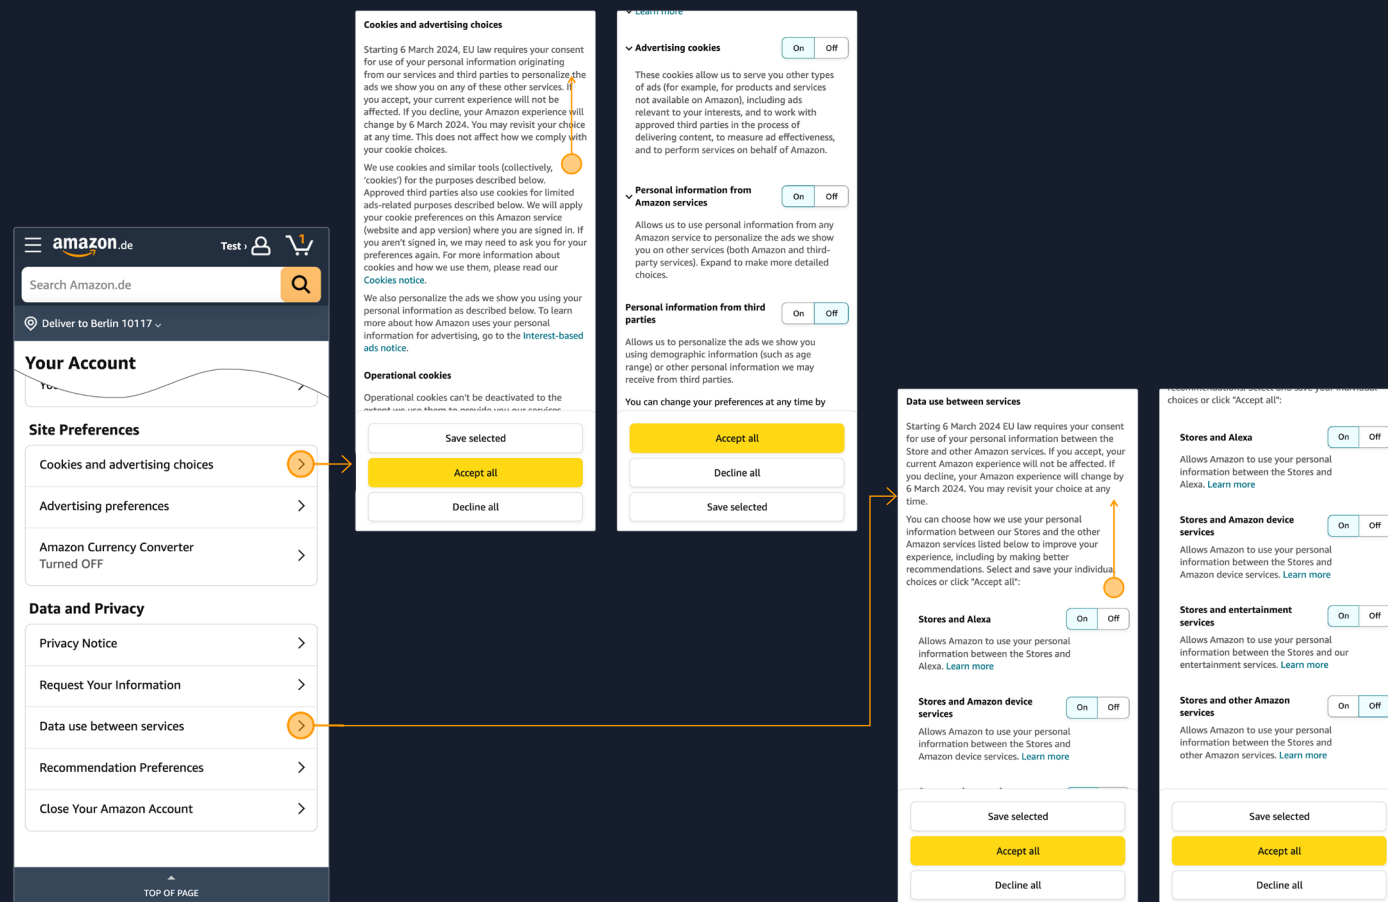 amazon.de
Test ›
1
Search Amazon.de
Deliver to Berlin 10117
Your Account
Site Preferences
Cookies and advertising choices
Advertising preferences
Amazon Currency Converter
Turned OFF
Data and Privacy
Privacy Notice
Request Your Information
Data use between services
Recommendation Preferences
Close Your Amazon Account
TOP OF PAGE
Cookies and advertising choices
Starting 6 March 2024, EU law requires your consent
for use of your personal information originating
from our services and third parties to personalize the
ads we show you on any of these other services. If
you accept, your current experience will not be
affected. If you decline, your Amazon experience will
change by 6 March 2024. You may revisit your choice
at any time. This does not affect how we comply with
your cookie choices.
We use cookies and similar tools (collectively,
'cookies') for the purposes described below.
Approved third parties also use cookies for limited
ads-related purposes described below. We will apply
your cookie preferences on this Amazon service
(website and app version) where you are signed in. If
you aren't signed in, we may need to ask you for your
preferences again. For more information about
cookies and how we use them, please read our
Cookies notice.
We also personalize the ads we show you using your
personal information as described below. To learn
more about how Amazon uses your personal
information for advertising, go to the Interest-based
ads notice.
Operational cookies
Operational cookies can't be deactivated to the
extent we use them to provide you our services
Save selected
Accept all
Decline all
Learn more
Advertising cookies
On Off
These cookies allow us to serve you other types
of ads (for example, for products and services
not available on Amazon), including ads
relevant to your interests, and to work with
approved third parties in the process of
delivering content, to measure ad effectiveness,
and to perform services on behalf of Amazon.
Personal information from
Amazon services
On Off
Allows us to use personal information from any
Amazon service to personalize the ads we show
you on other services (both Amazon and third-
party services). Expand to make more detailed
choices.
Personal information from third
parties
On Off
Allows us to personalize the ads we show you
using demographic information (such as age
range) or other personal information we may
receive from third parties.
You can change your preferences at any time by
Accept all
Decline all
Save selected
Data use between services
Starting 6 March 2024 EU law requires your consent
for use of your personal information between the
Store and other Amazon services. If you accept, your
current Amazon experience will not be affected. If
you decline, your Amazon experience will change by
6 March 2024. You may revisit your choice at any
time.
You can choose how we use your personal
information between our Stores and the other
Amazon services listed below to improve your
experience, including by making better
recommendations. Select and save your individual
choices or click "Accept all":
Stores and Alexa
On Off
Allows Amazon to use your personal
information between the Stores and
Alexa. Learn more
Stores and Amazon device
services
On Off
Allows Amazon to use your personal
information between the Stores and
Amazon device services. Learn more
Save selected
Accept all
Decline all
recommendations. Select and save your individual
choices or click "Accept all":
Stores and Alexa
On Off
Allows Amazon to use your personal
information between the Stores and
Alexa. Learn more
Stores and Amazon device
services
On Off
Allows Amazon to use your personal
information between the Stores and
Amazon device services. Learn more
Stores and entertainment
services
On Off
Allows Amazon to use your personal
information between the Stores and our
entertainment services. Learn more
Stores and other Amazon
services
On Off
Allows Amazon to use your personal
information between the Stores and
other Amazon services. Learn more
Save selected
Accept all
Decline all